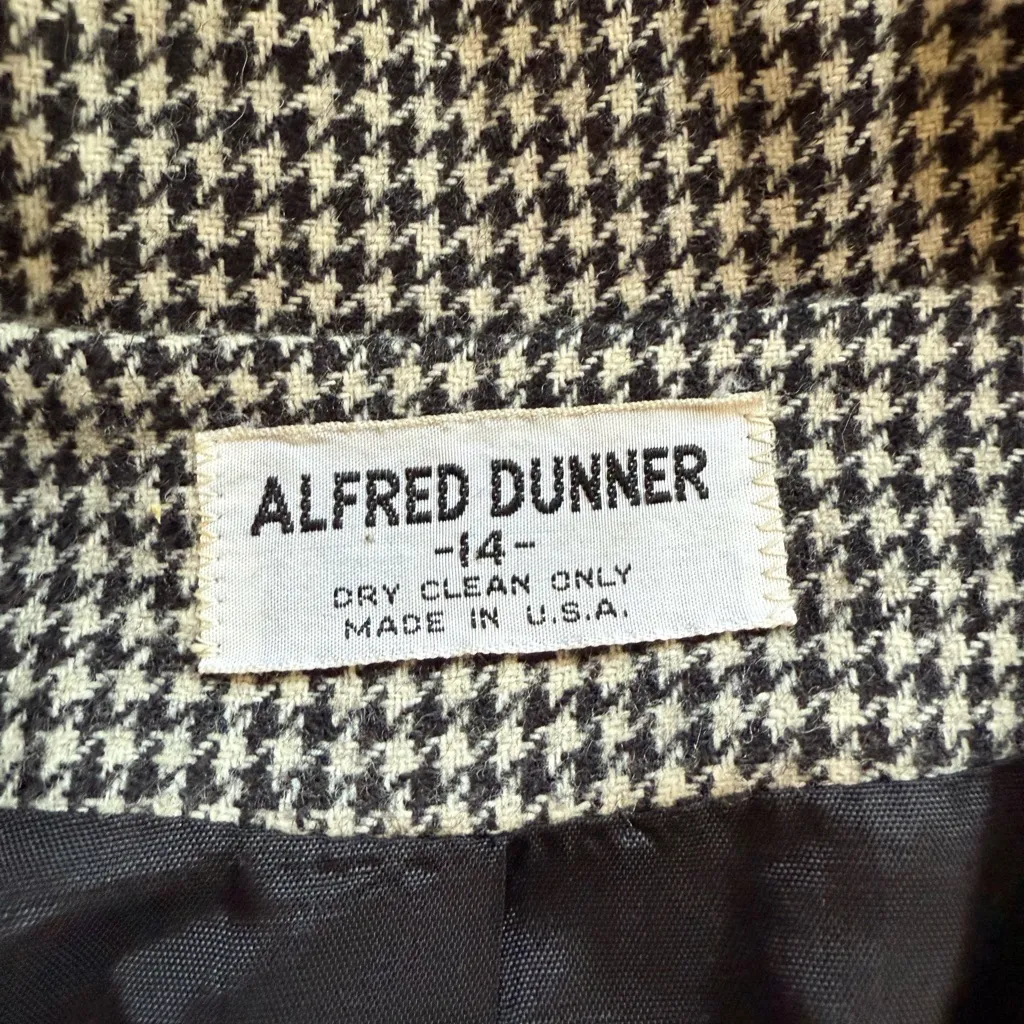 ALFRED DUNNER
-14-
DRY CLEAN ONLY
MADE IN U.S.A.